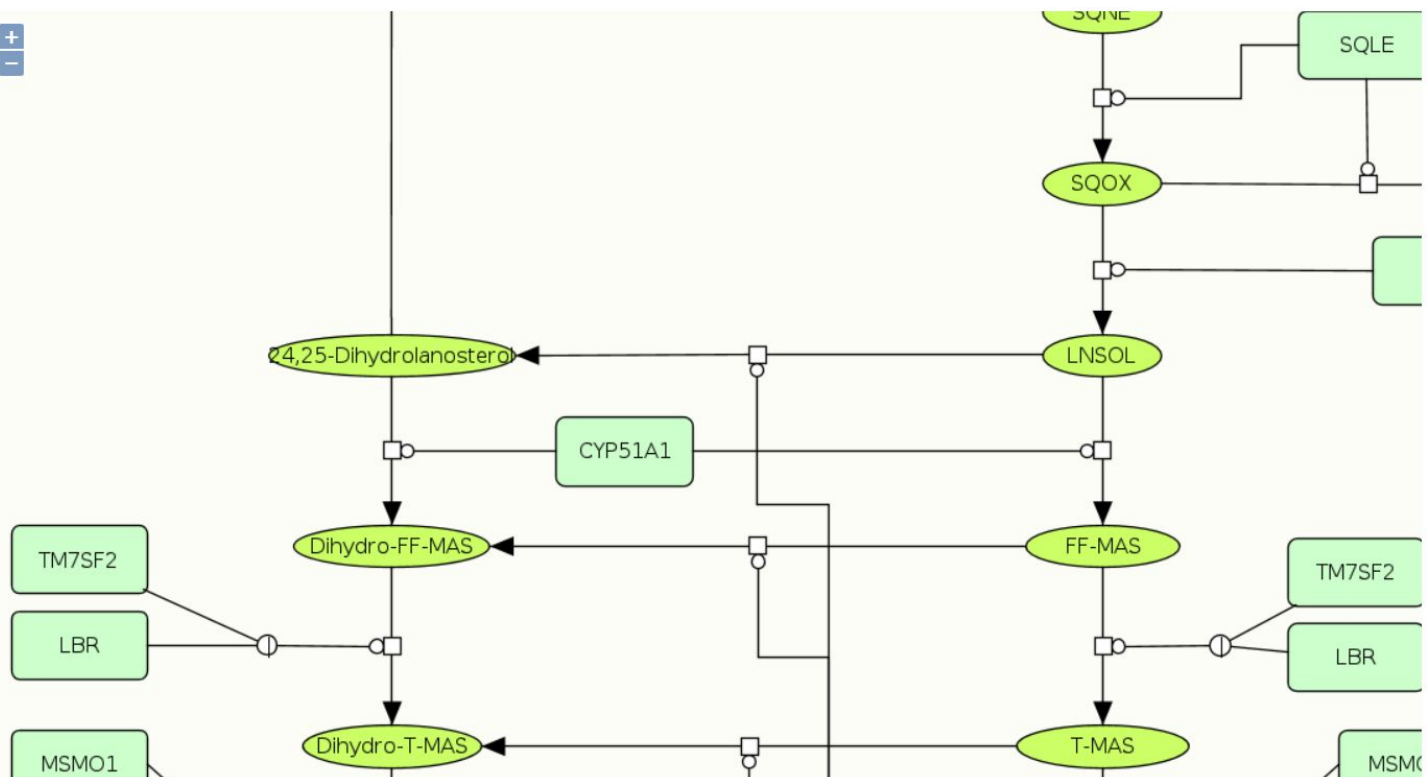 +
−
SQNE
SQLE
SQOX
24,25-Dihydrolanosterol
LNSOL
CYP51A1
Dihydro-FF-MAS
FF-MAS
TM7SF2
TM7SF2
LBR
LBR
Dihydro-T-MAS
T-MAS
MSMO1